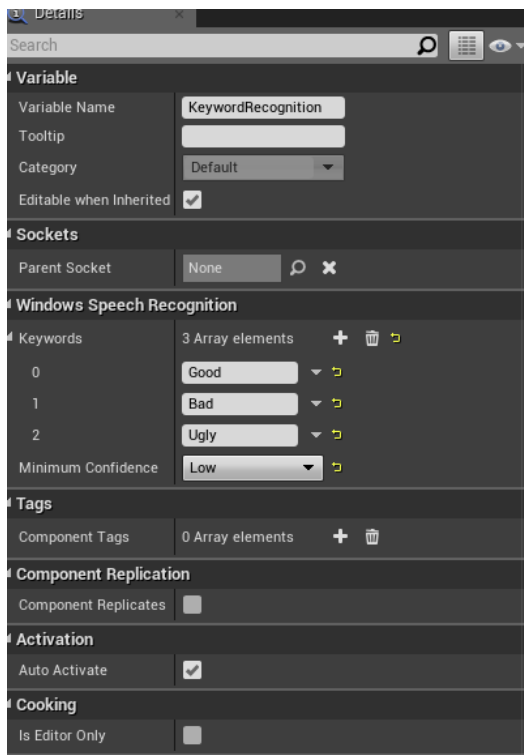 Details
Search
Variable
Variable Name KeywordRecognition
Tooltip
Category Default
Editable when Inherited
Sockets
Parent Socket None
Windows Speech Recognition
Keywords 3 Array elements
0 Good
1 Bad
2 Ugly
Minimum Confidence Low
Tags
Component Tags 0 Array elements
Component Replication
Component Replicates
Activation
Auto Activate
Cooking
Is Editor Only